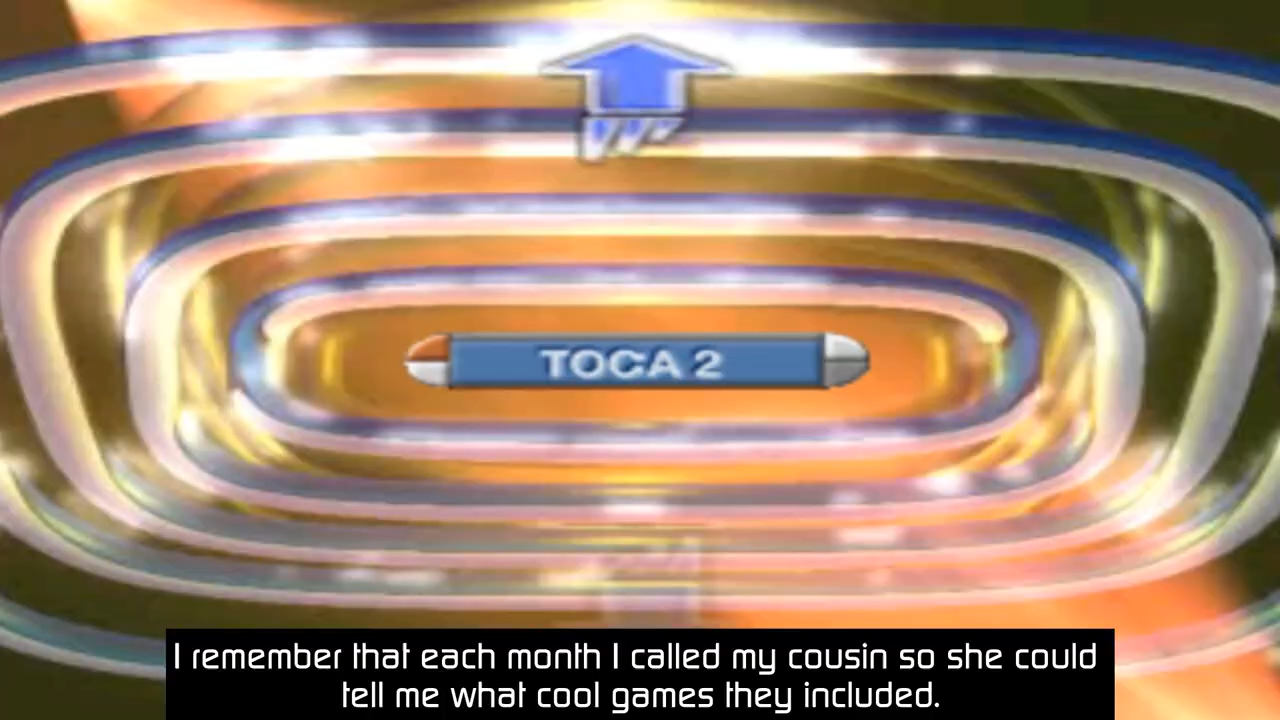 TOCA 2
I remember that each month I called my cousin so she could
tell me what cool games they included.